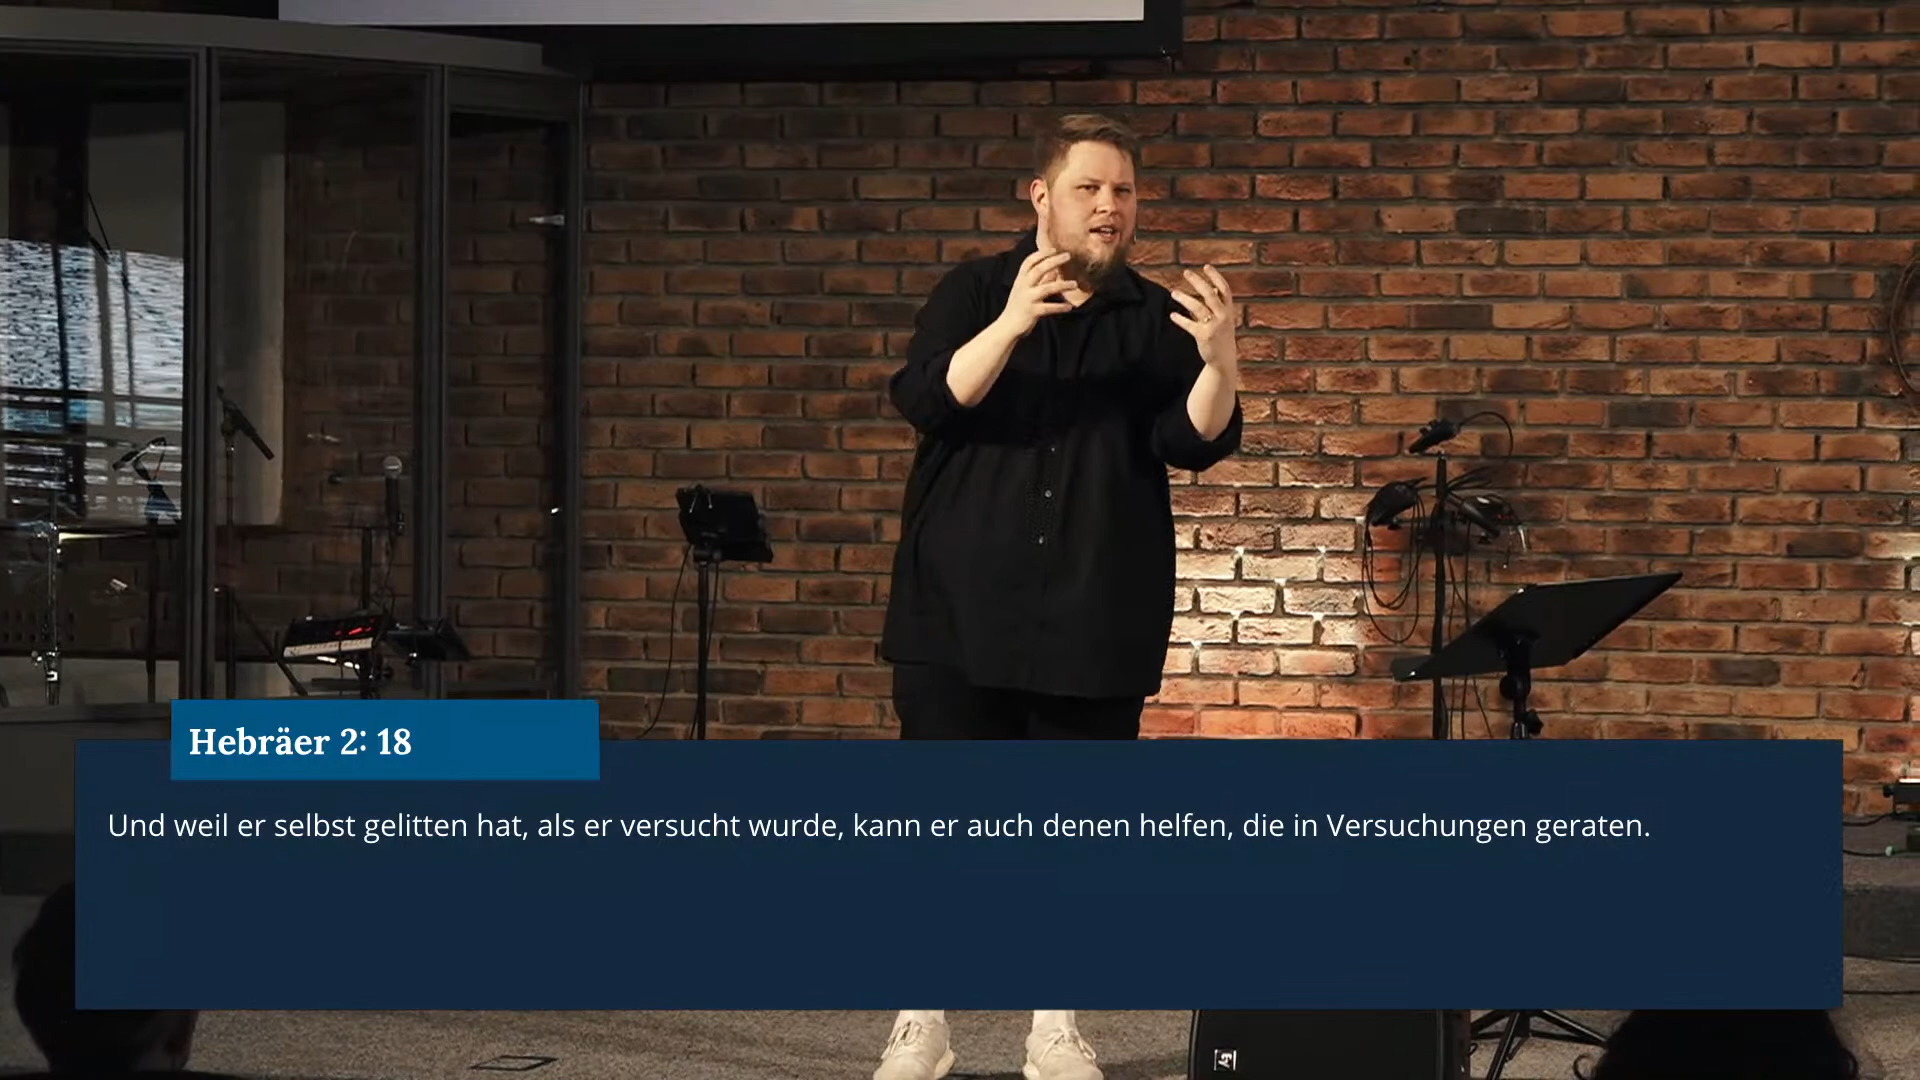 Hebräer 2: 18
Und weil er selbst gelitten hat, als er versucht wurde, kann er auch denen helfen, die in Versuchungen geraten.